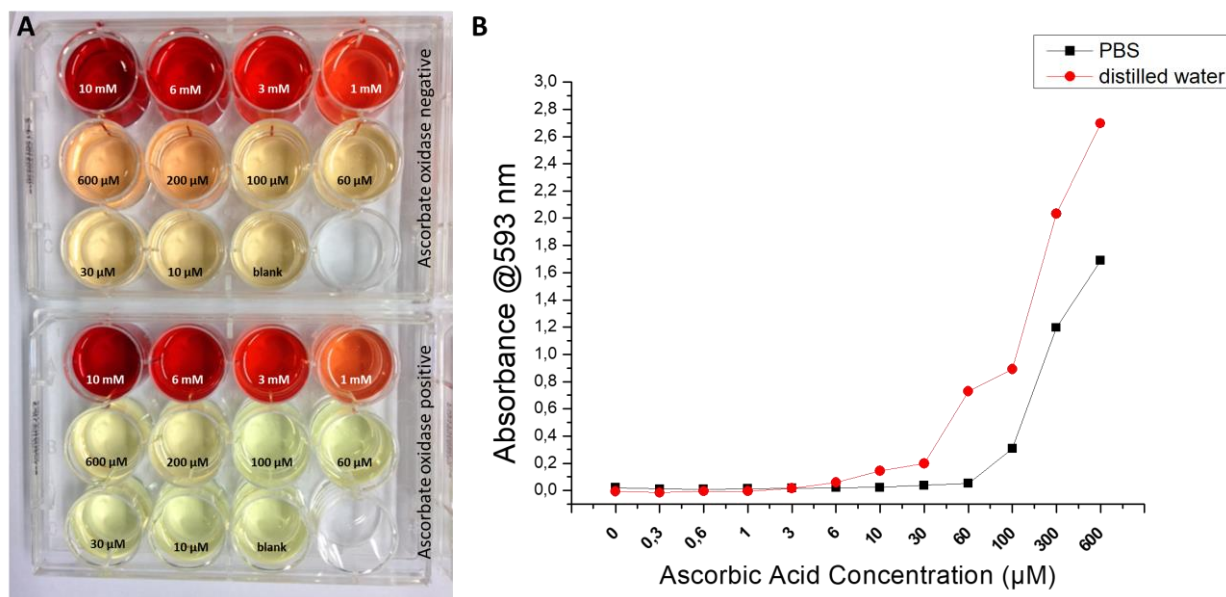 A
10 mM
6 mM
3 mM
1 mM
600 µM
200 µM
100 µM
60 µM
30 µM
10 µM
blank
Ascorbate oxidase negative
10 mM
6 mM
3 mM
1 mM
600 µM
200 µM
100 µM
60 µM
30 µM
10 µM
blank
Ascorbate oxidase positive
B
PBS
distilled water
3,0
2,8
2,6
2,4
2,2
2,0
1,8
1,6
1,4
1,2
1,0
0,8
0,6
0,4
0,2
0,0
Absorbance @593 nm
0 0.3 0.6 1 3 6 10 30 60 100 300 600
Ascorbic Acid Concentration (µM)